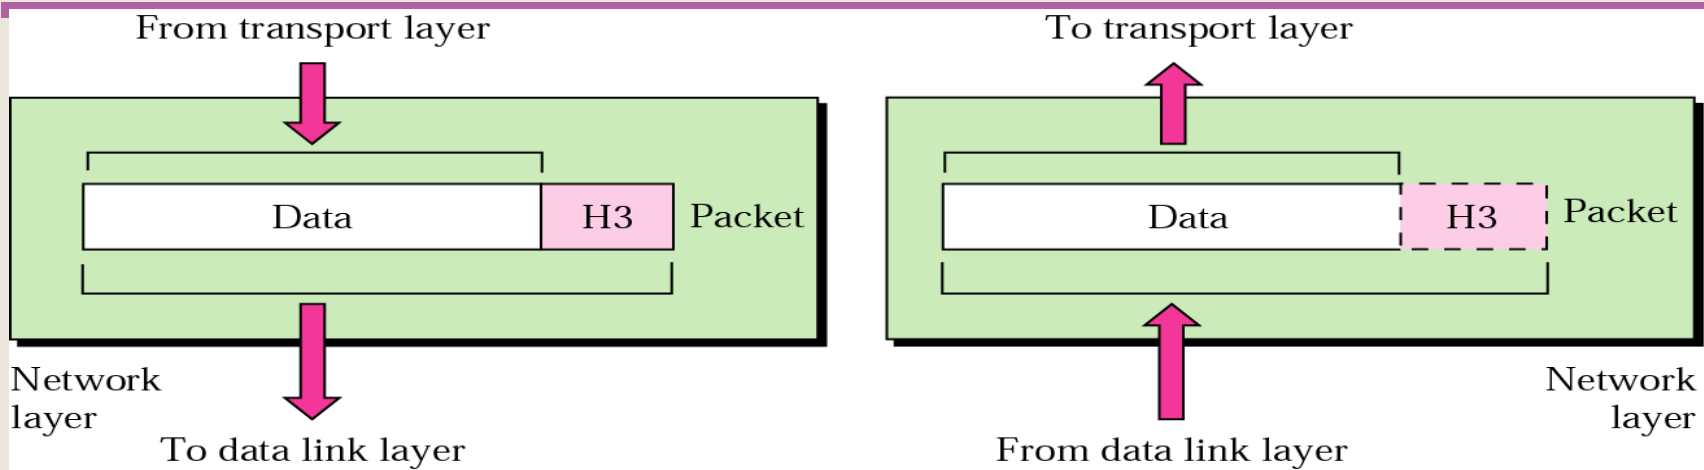 From transport layer
Data
H3
Packet
Network
layer
To data link layer
To transport layer
Data
H3
Packet
Network
layer
From data link layer